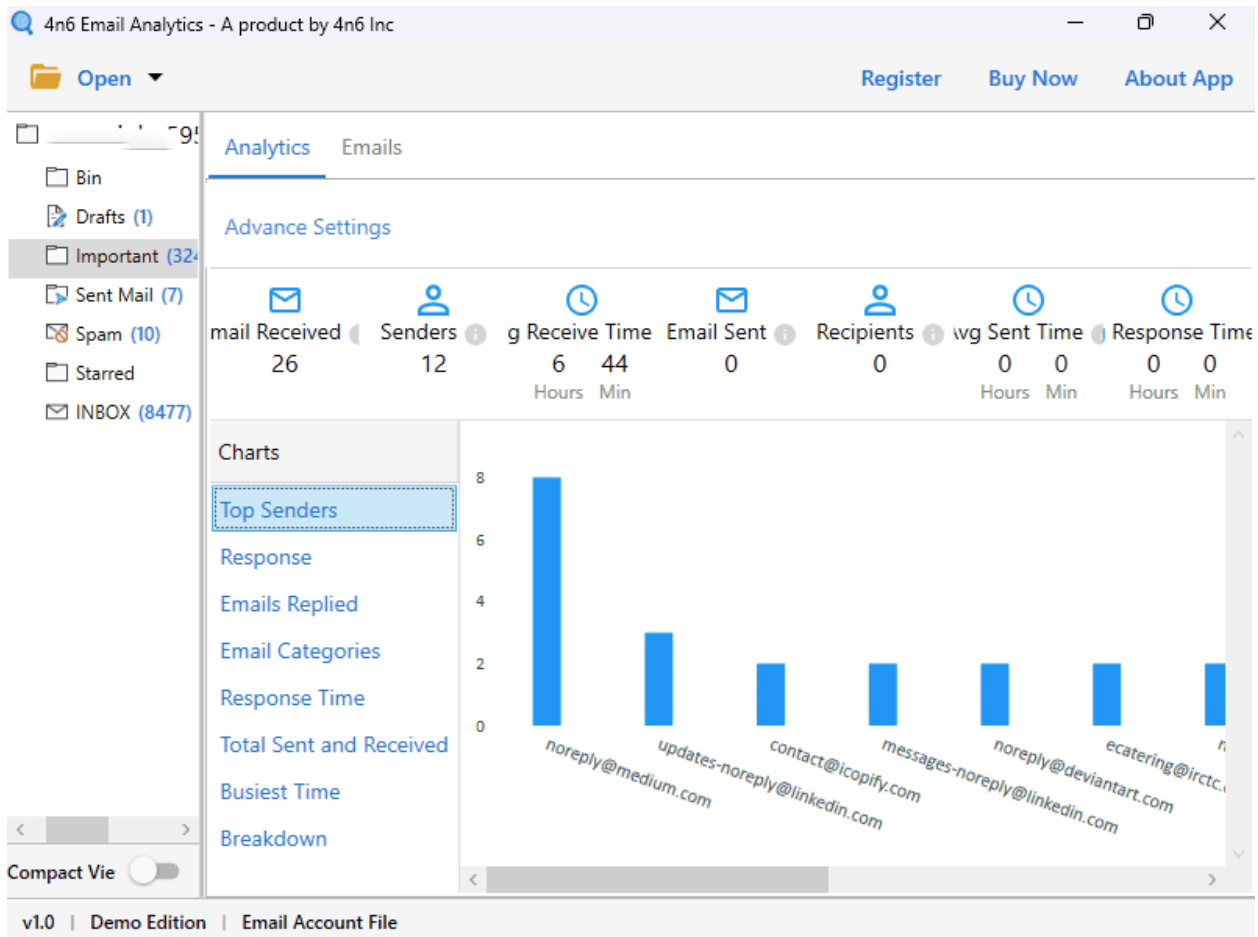 4n6 Email Analytics - A product by 4n6 Inc
Open
Register Buy Now About App
Bin
Drafts (1)
Important (324
Sent Mail (7)
Spam (10)
Starred
INBOX (8477)
Compact Vie
Analytics Emails
Advance Settings
mail Received Senders g Receive Time Email Sent Recipients Avg Sent Time Response Time
26 12 6 44 0 0 0 0 0 0
Hours Min Hours Min Hours Min
Charts
Top Senders
Response
Emails Replied
Email Categories
Response Time
Total Sent and Received
Busiest Time
Breakdown
8
6
4
2
0
noreply@medium.com
updates-noreply@linkedin.com
contact@icopify.com
messages-noreply@linkedin.com
noreply@deviantart.com
ecatering@irctc.
v1.0 | Demo Edition | Email Account File